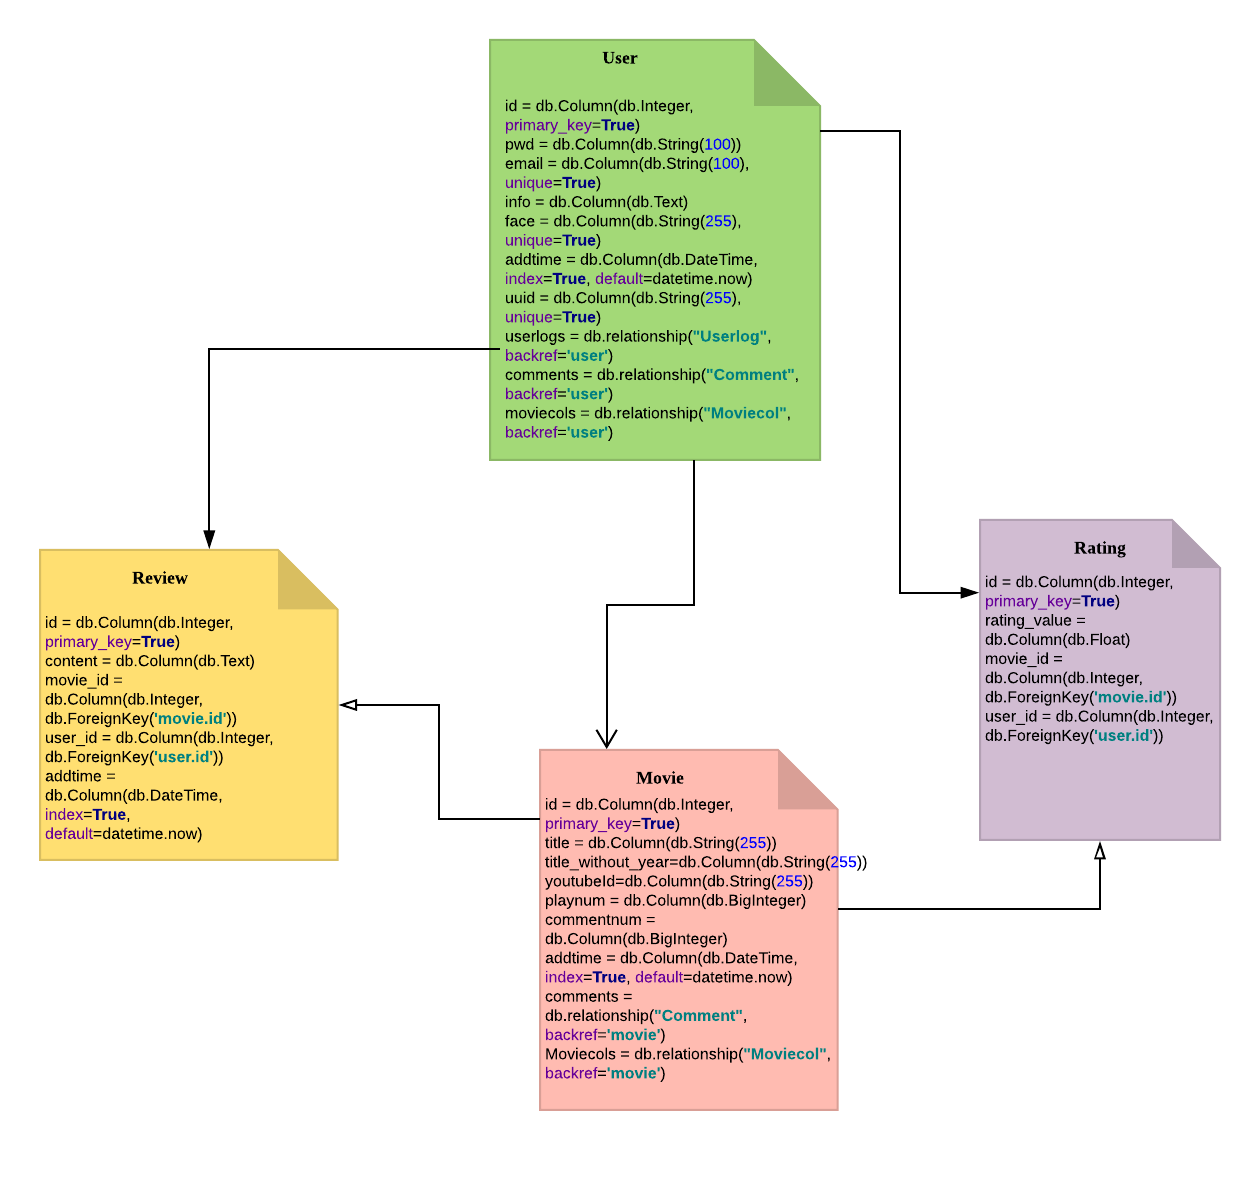 User
id = db.Column(db.Integer,
primary_key=True)
pwd = db.Column(db.String(100))
email = db.Column(db.String(100),
unique=True)
info = db.Column(db.Text)
face = db.Column(db.String(255),
unique=True)
addtime = db.Column(db.DateTime,
index=True, default=datetime.now)
uuid = db.Column(db.String(255),
unique=True)
userlogs = db.relationship("Userlog",
backref='user')
comments = db.relationship("Comment",
backref='user')
moviecols = db.relationship("Moviecol",
backref='user')
Review
id = db.Column(db.Integer,
primary_key=True)
content = db.Column(db.Text)
movie_id =
db.Column(db.Integer,
db.ForeignKey('movie.id'))
user_id = db.Column(db.Integer,
db.ForeignKey('user.id'))
addtime =
db.Column(db.DateTime,
index=True,
default=datetime.now)
Rating
id = db.Column(db.Integer,
primary_key=True)
rating_value =
db.Column(db.Float)
movie_id =
db.Column(db.Integer,
db.ForeignKey('movie.id'))
user_id = db.Column(db.Integer,
db.ForeignKey('user.id'))
Movie
id = db.Column(db.Integer,
primary_key=True)
title = db.Column(db.String(255))
title_without_year=db.Column(db.String(255))
youtubeId=db.Column(db.String(255))
playnum = db.Column(db.BigInteger)
commentnum =
db.Column(db.BigInteger)
addtime = db.Column(db.DateTime,
index=True, default=datetime.now)
comments =
db.relationship("Comment",
backref='movie')
Moviecols = db.relationship("Moviecol",
backref='movie')